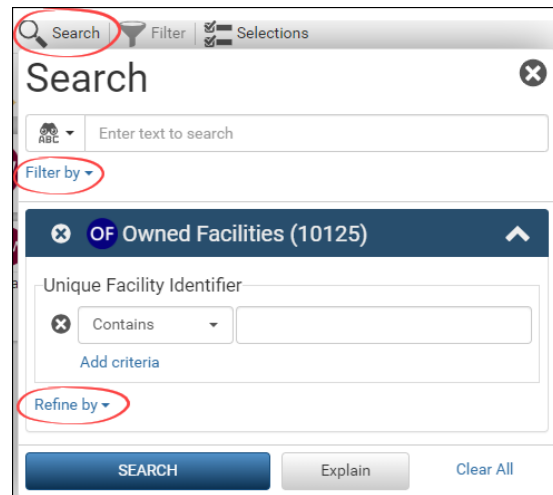 Search Filter Selections
Search
ABC Enter text to search
Filter by
OF Owned Facilities (10125)
Unique Facility Identifier
Contains
Add criteria
Refine by
SEARCH Explain Clear All